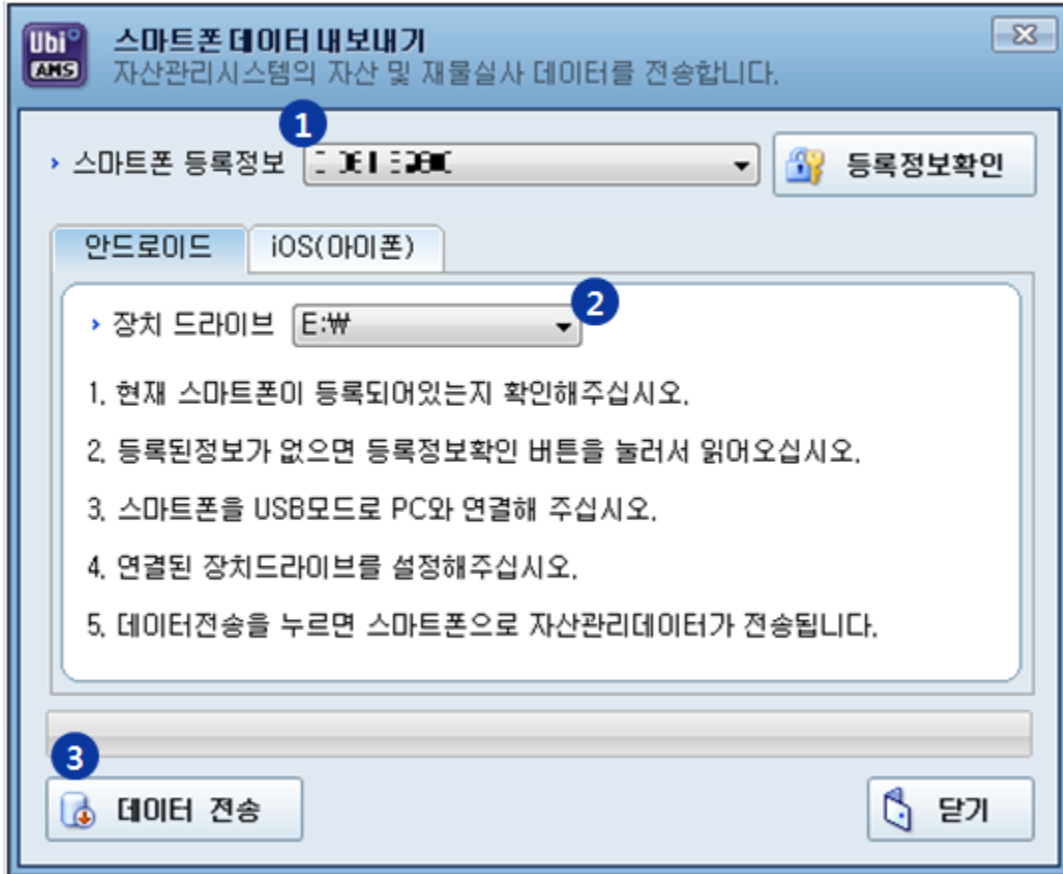 Ubi
AMS
스마트폰 데이터 내보내기
자산관리시스템의 자산 및 재물실사 데이터를 전송합니다.
1
스마트폰 등록정보
등록정보확인
안드로이드 iOS(아이폰)
장치 드라이브 E:₩ 2
1. 현재 스마트폰이 등록되어있는지 확인해주십시오.
2. 등록된정보가 없으면 등록정보확인 버튼을 눌러서 읽어오십시오.
3. 스마트폰을 USB모드로 PC와 연결해 주십시오.
4. 연결된 장치드라이브를 설정해주십시오.
5. 데이터전송을 누르면 스마트폰으로 자산관리데이터가 전송됩니다.
3
데이터 전송 닫기